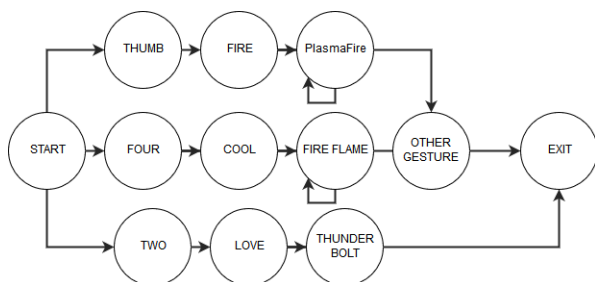 THUMB
FIRE
PlasmaFire
START
FOUR
COOL
FIRE FLAME
OTHER
GESTURE
EXIT
TWO
LOVE
THUNDER
BOLT